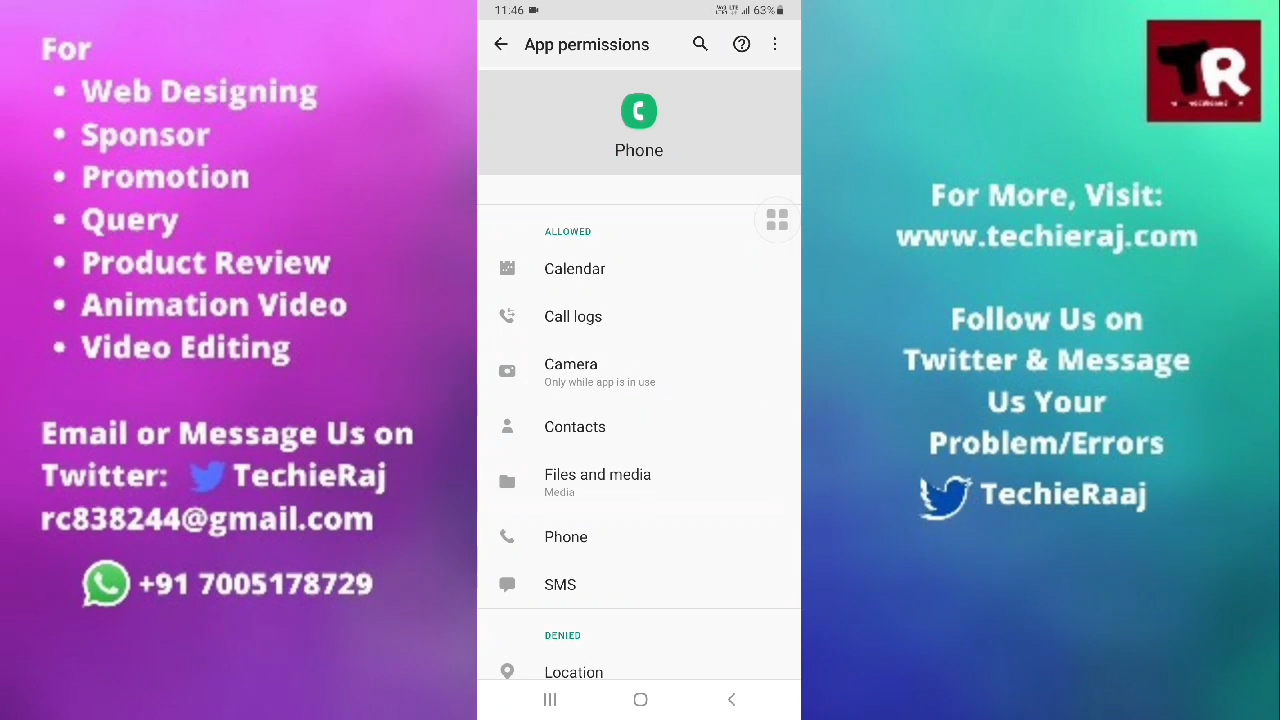 For
• Web Designing
• Sponsor
• Promotion
• Query
• Product Review
• Animation Video
• Video Editing
Email or Message Us on
Twitter: TechieRaj
rc838244@gmail.com
+91 7005178729
11:46
63%
App permissions
Phone
ALLOWED
Calendar
Call logs
Camera
Only while app is in use
Contacts
Files and media
Media
Phone
SMS
DENIED
Location
TR
For More, Visit:
www.techieraj.com
Follow Us on
Twitter & Message
Us Your
Problem/Errors
TechieRaaj